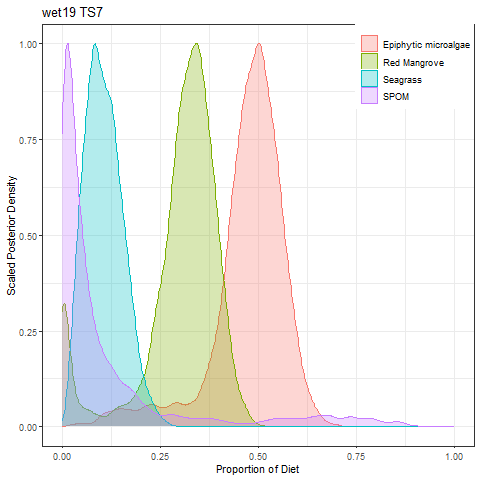 wet19 TS7
Epiphytic microalgae
Red Mangrove
Seagrass
SPOM
Scaled Posterior Density
1.00
0.75
0.50
0.25
0.00
0.00 0.25 0.50 0.75 1.00
Proportion of Diet